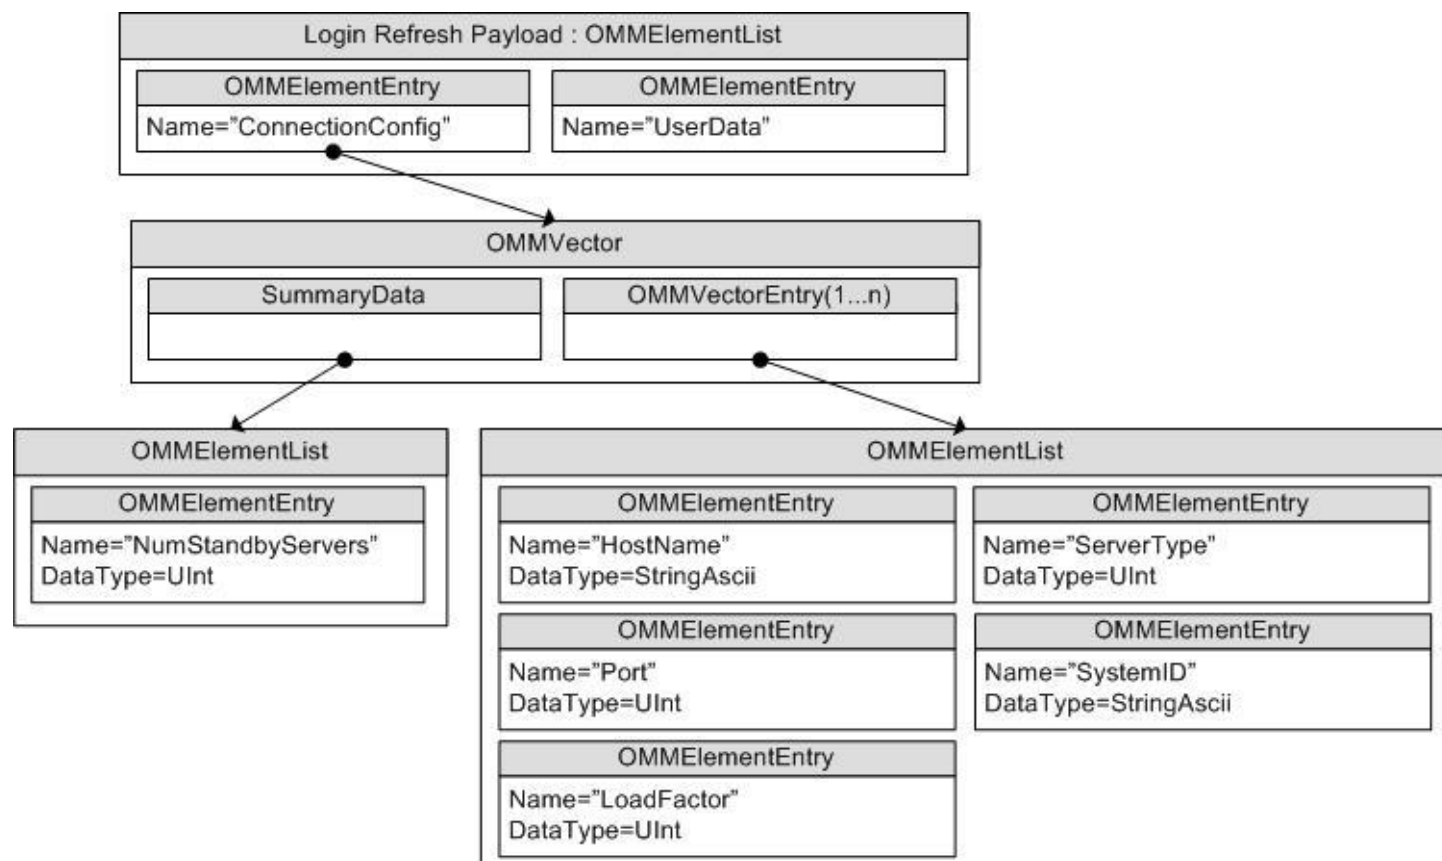 Login Refresh Payload : OMMElementList
OMMElementEntry
Name="ConnectionConfig"
OMMElementEntry
Name="UserData"
OMMVector
SummaryData
OMMVectorEntry(1...n)
OMMElementList
OMMElementEntry
Name="NumStandbyServers"
DataType=UInt
OMMElementList
OMMElementEntry
Name="HostName"
DataType=StringAscii
OMMElementEntry
Name="ServerType"
DataType=UInt
OMMElementEntry
Name="Port"
DataType=UInt
OMMElementEntry
Name="SystemID"
DataType=StringAscii
OMMElementEntry
Name="LoadFactor"
DataType=UInt